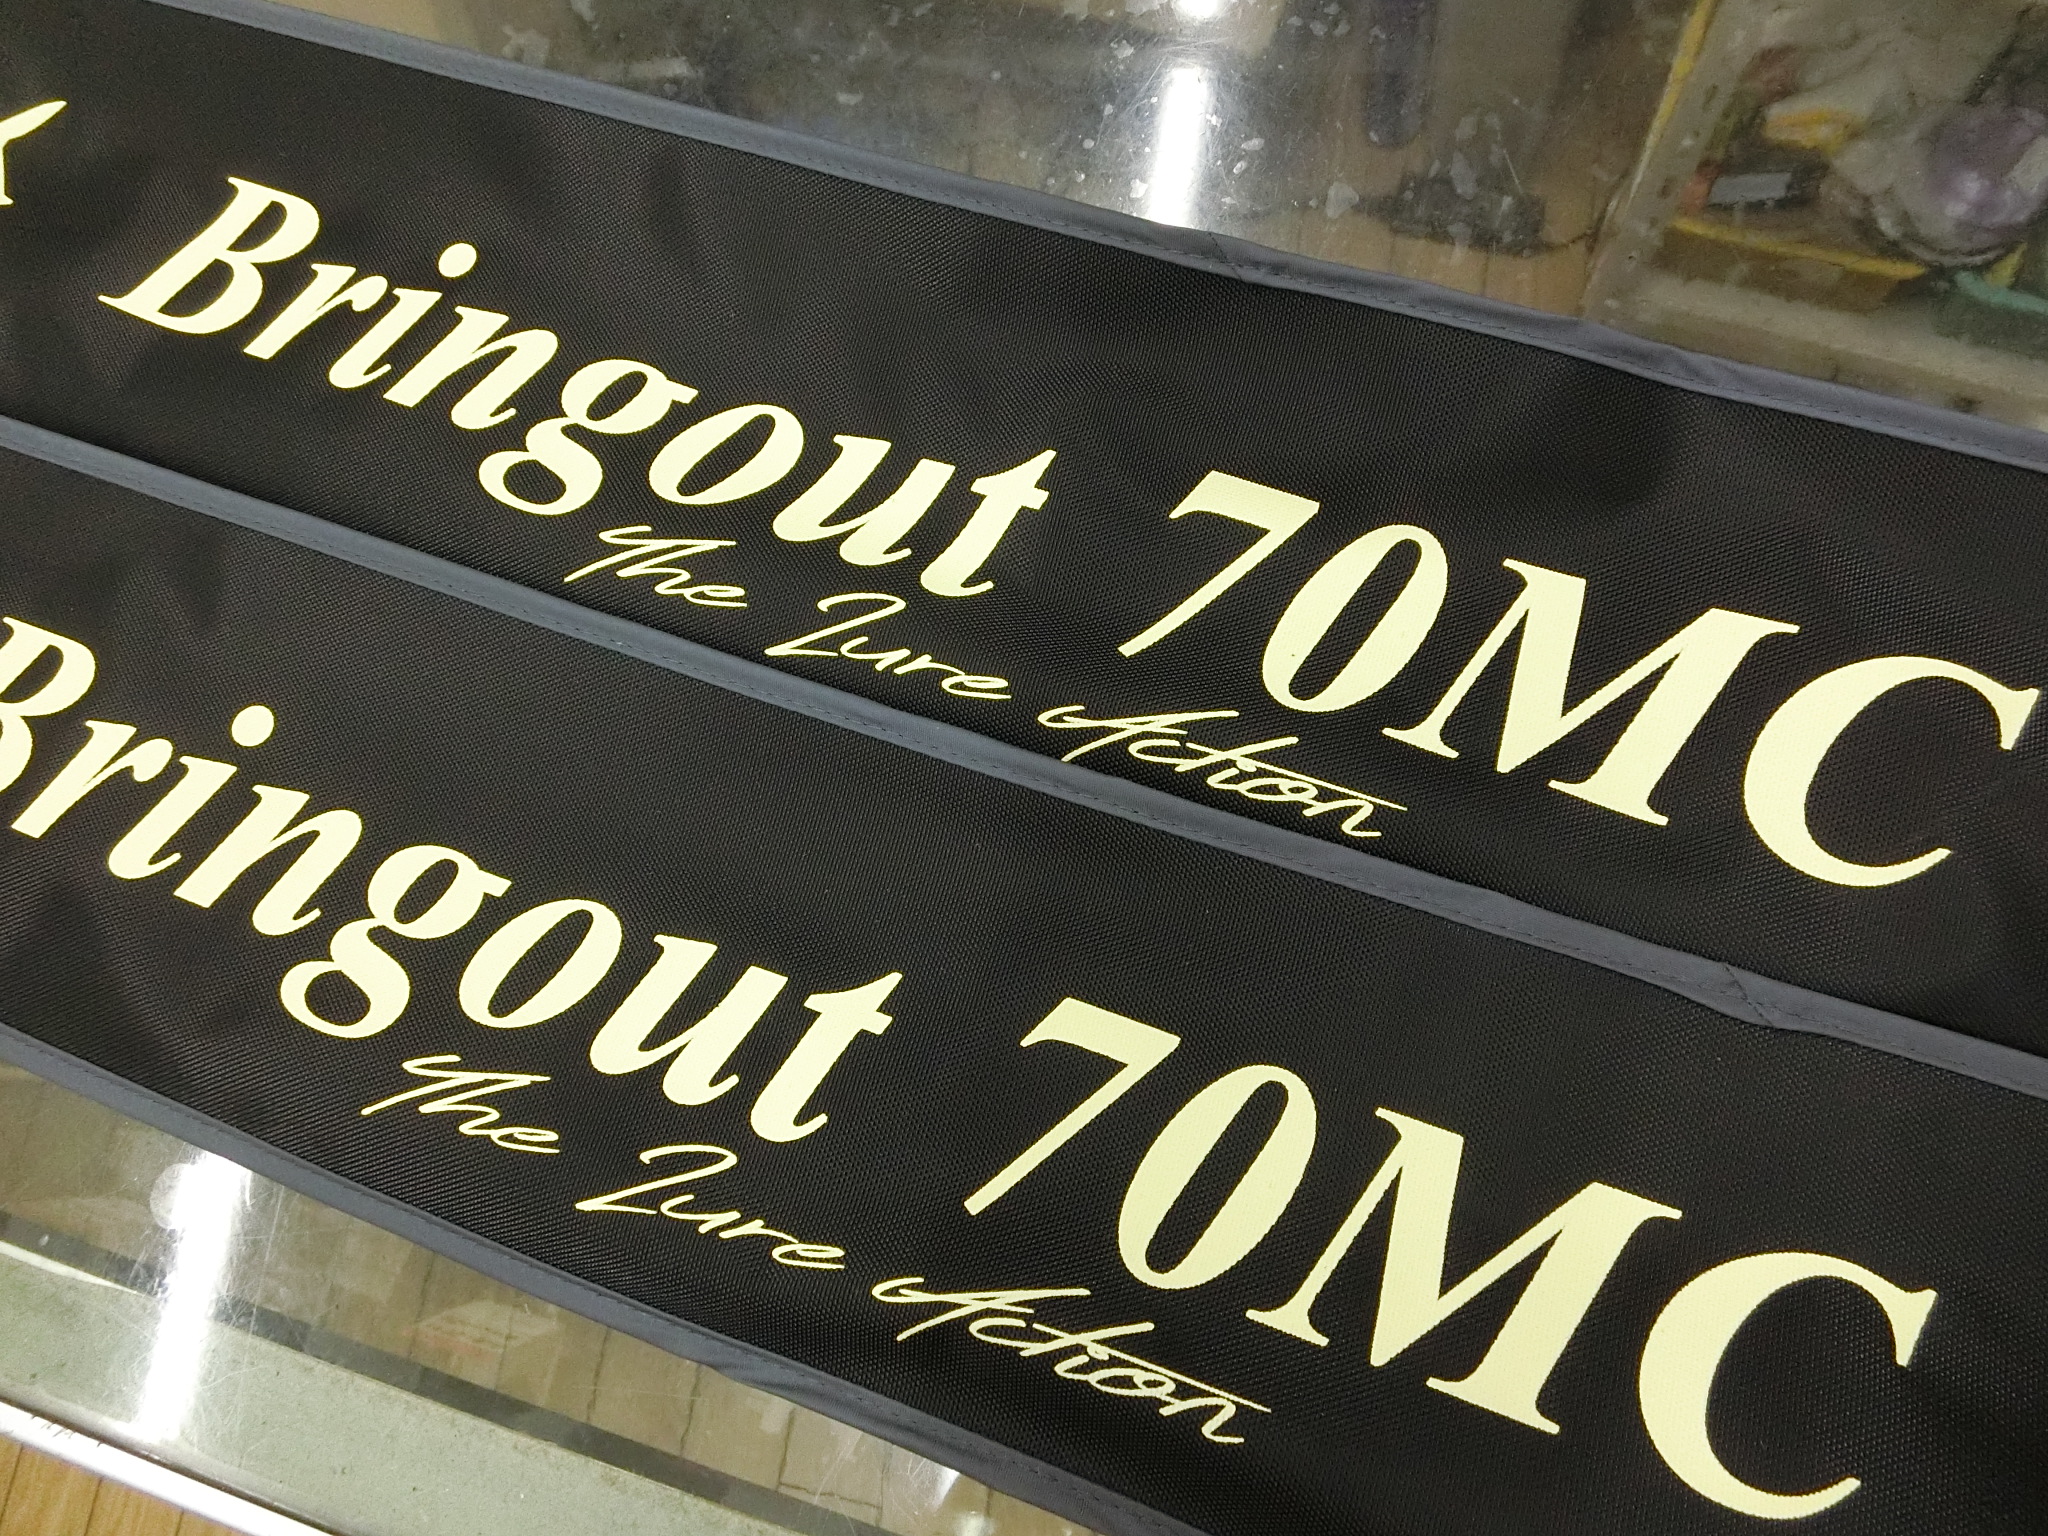 Bringout 70MC
The Lure Action
Bringout 70MC
The Lure Action